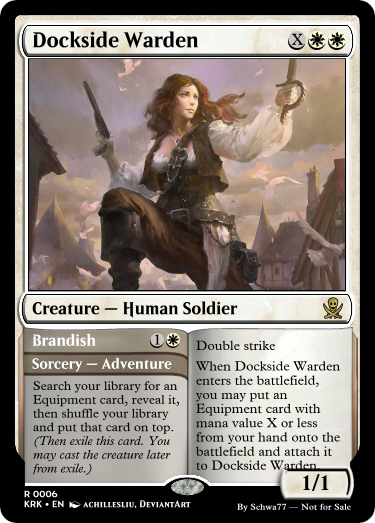 Dockside Warden X
Creature — Human Soldier
Brandish 1
Sorcery — Adventure
Search your library for an
Equipment card, reveal it,
then shuffle your library
and put that card on top.
(Then exile this card. You
may cast the creature later
from exile.)
Double strike
When Dockside Warden
enters the battlefield,
you may put an
Equipment card with
mana value X or less
from your hand onto the
battlefield and attach it
to Dockside Warden.
1/1
R 0006
KRK • EN ACHILLESLIU, DEVIANTART
By Schwa77 — Not for Sale